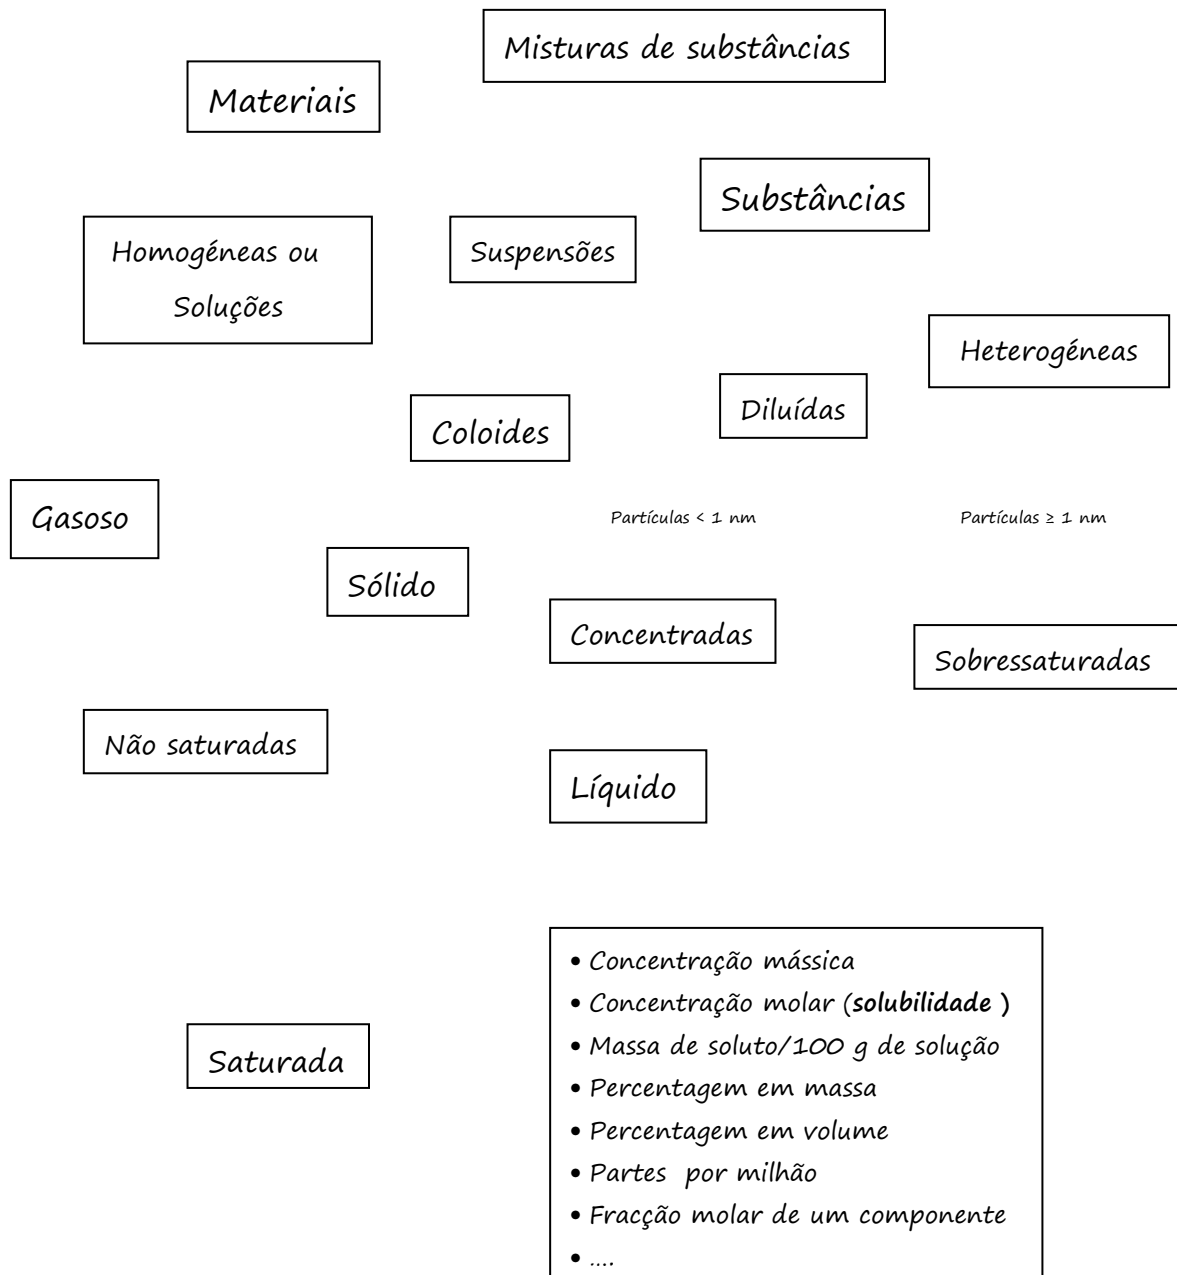 Misturas de substâncias
Materiais
Substâncias
Homogéneas ou
Soluções
Suspensões
Heterogéneas
Diluídas
Coloides
Gasoso
Partículas < 1 nm
Partículas ≥ 1 nm
Sólido
Concentradas
Sobressaturadas
Não saturadas
Líquido
• Concentração mássica
• Concentração molar (solubilidade )
• Massa de soluto/100 g de solução
• Percentagem em massa
• Percentagem em volume
• Partes por milhão
• Fracção molar de um componente
• ....
Saturada